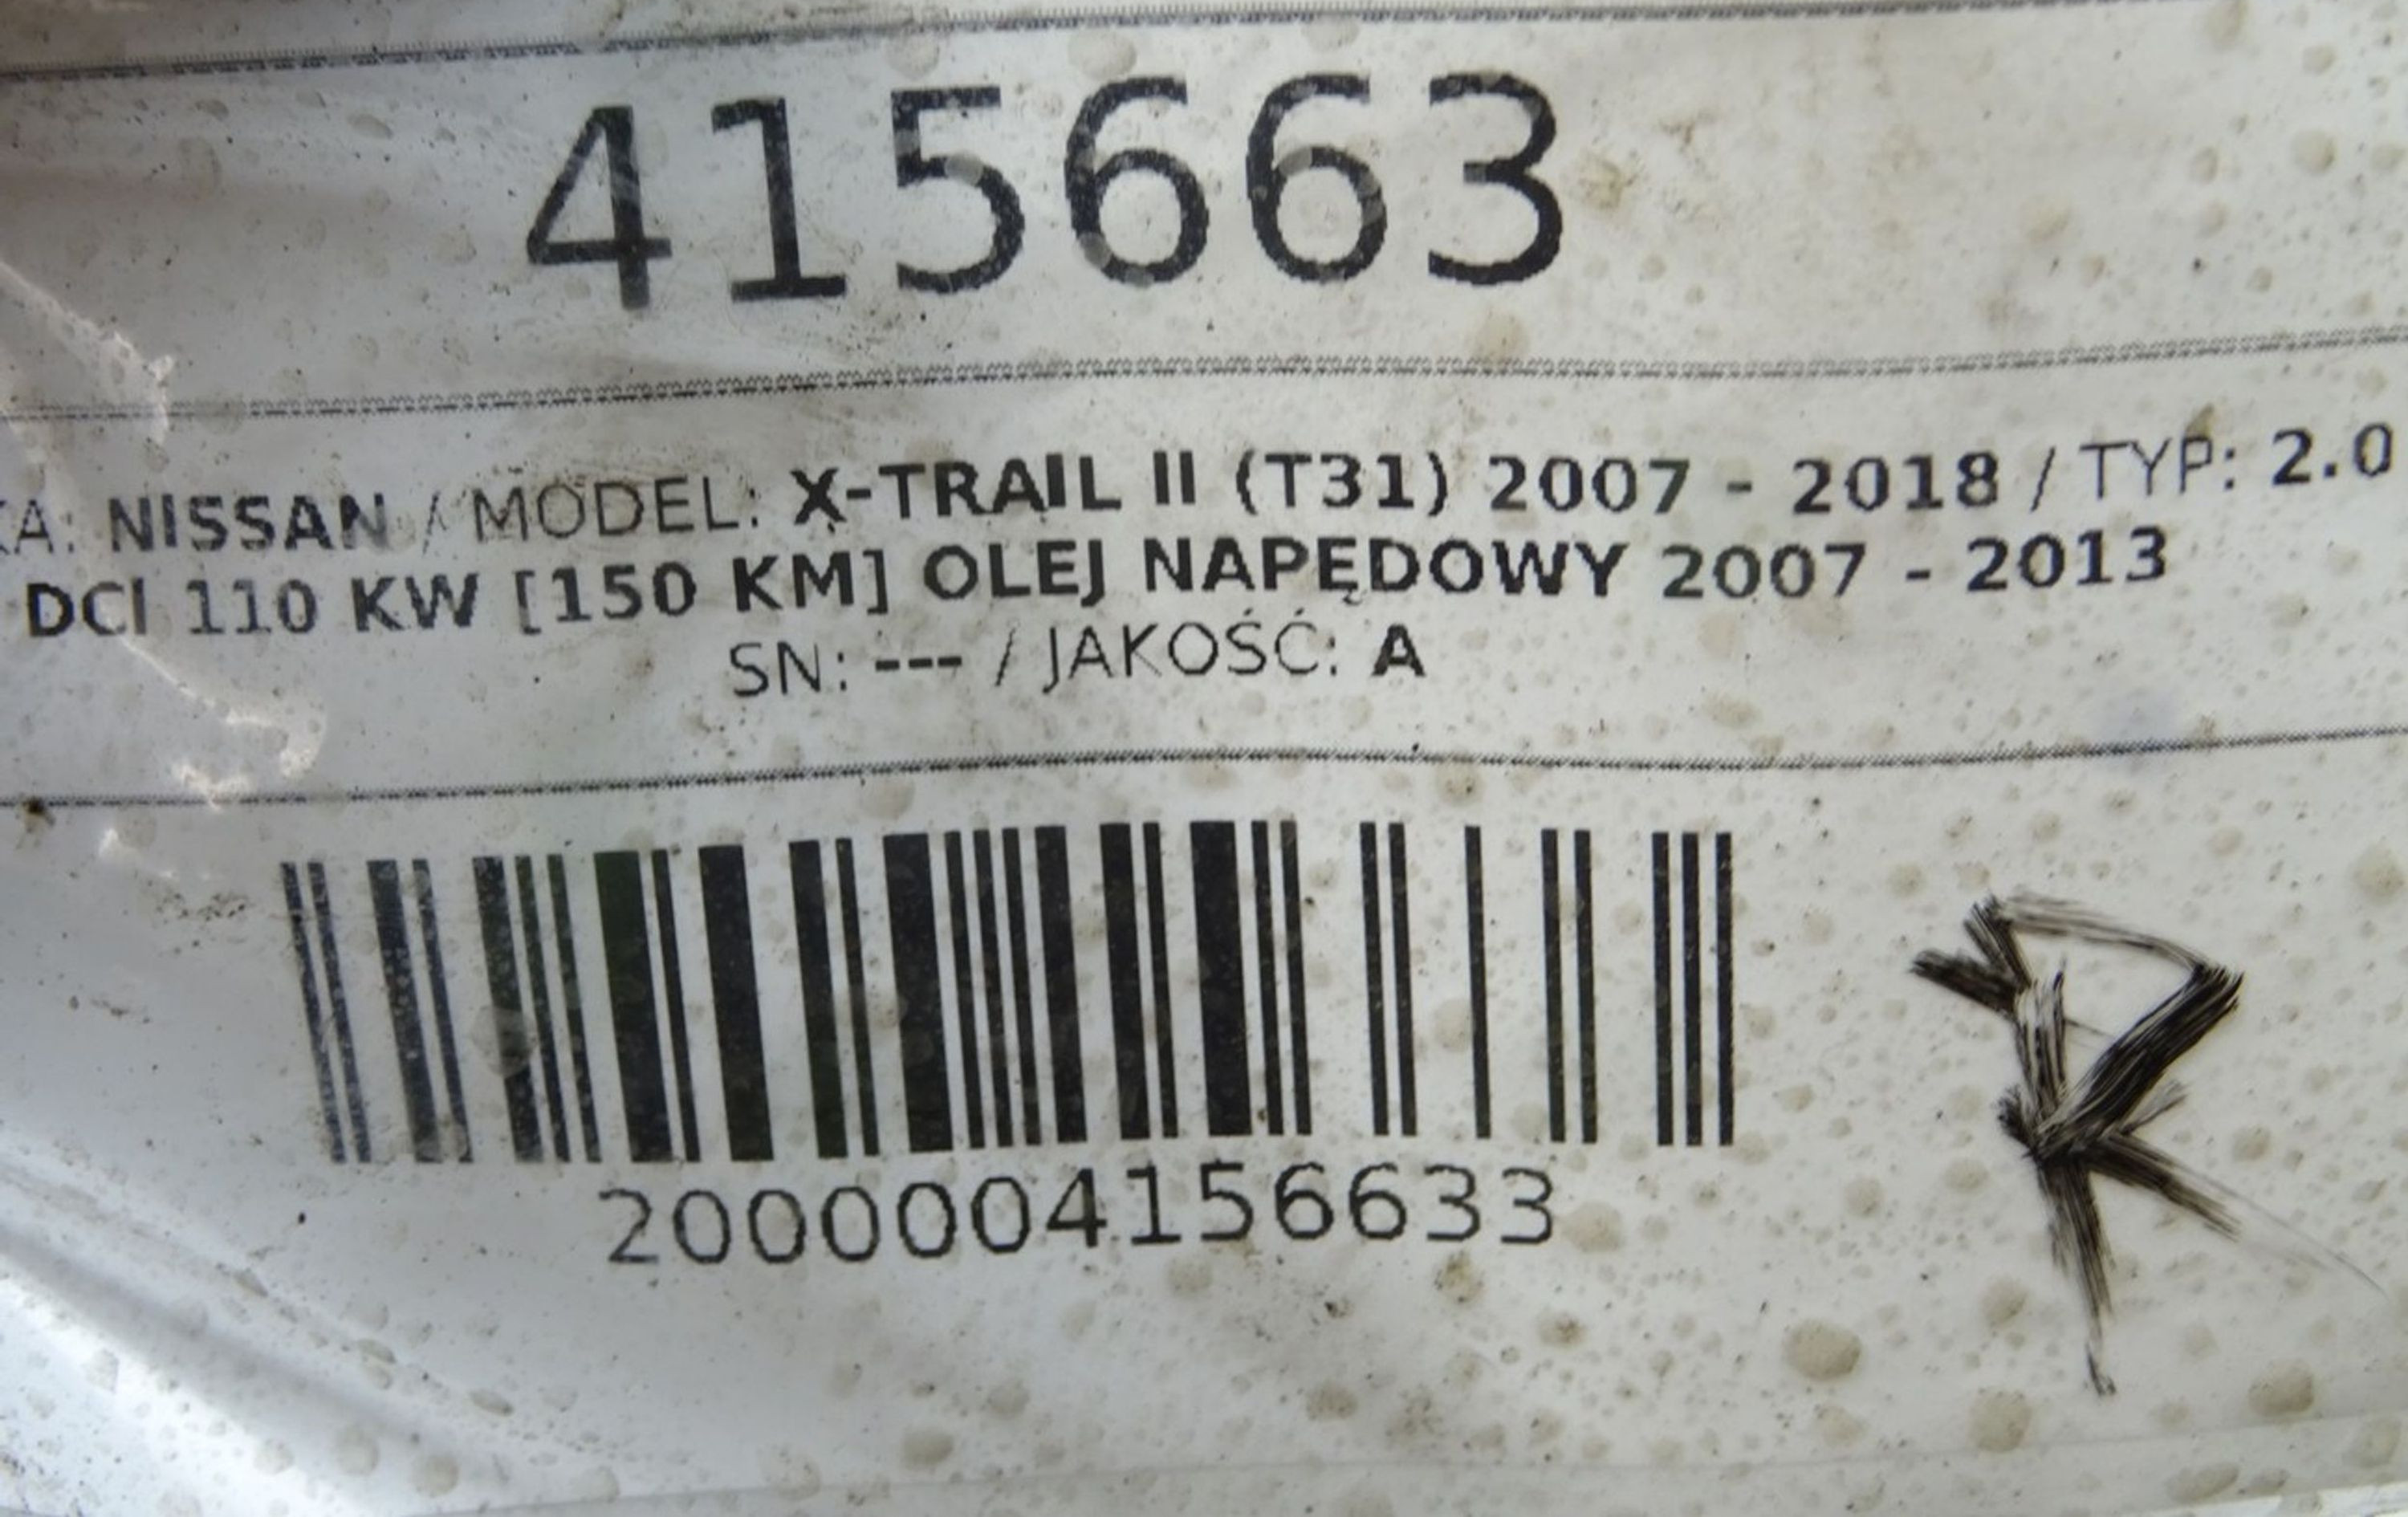 415663
KA: NISSAN / MODEL: X-TRAIL II (T31) 2007 - 2018 / TYP: 2.0
DCI 110 KW [150 KM] OLEJ NAPĘDOWY 2007 - 2013
SN: --- / JAKOŚĆ: A
2000004156633
R